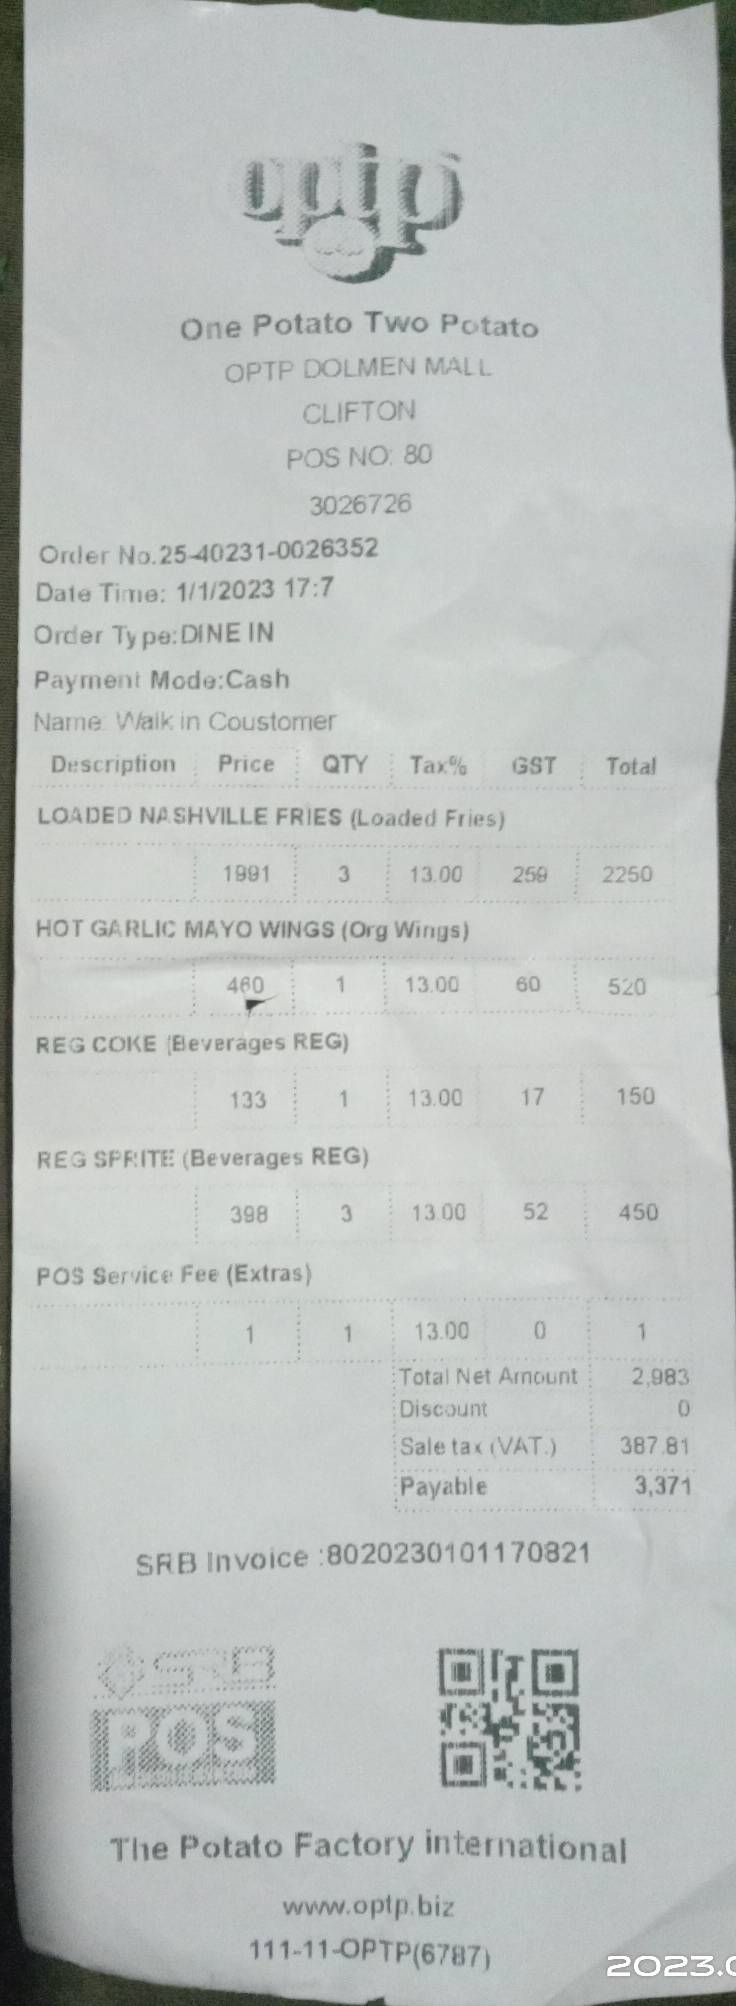 optp
One Potato Two Potato
OPTP DOLMEN MALL
CLIFTON
POS NO: 80
3026726
Order No.25-40231-0026352
Date Time: 1/1/2023 17:7
Order Type:DINE IN
Payment Mode:Cash
Name: Walk in Coustomer
Description Price QTY Tax% GST Total
LOADED NASHVILLE FRIES (Loaded Fries)
1991 3 13.00 259 2250
HOT GARLIC MAYO WINGS (Org Wings)
460 1 13.00 60 520
REG COKE (Beverages REG)
133 1 13.00 17 150
REG SPRITE (Beverages REG)
398 3 13.00 52 450
POS Service Fee (Extras)
1 1 13.00 0 1
Total Net Amount 2,983
Discount 0
Sale tax (VAT.) 387.81
Payable 3,371
SRB Invoice :8020230101170821
SRB
POS
The Potato Factory international
www.optp.biz
111-11-OPTP(6787)